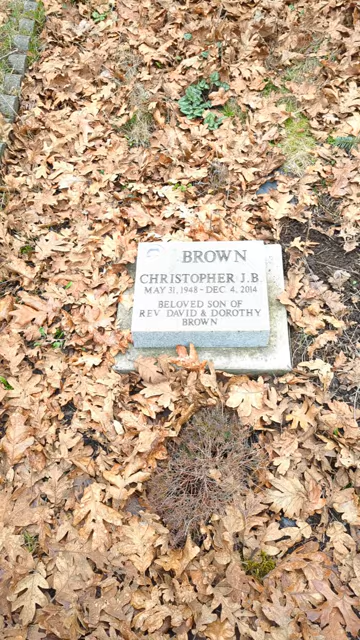 BROWN
CHRISTOPHER J.B
MAY 31, 1948 - DEC 4, 2014
BELOVED SON OF
REV DAVID & DOROTHY
BROWN